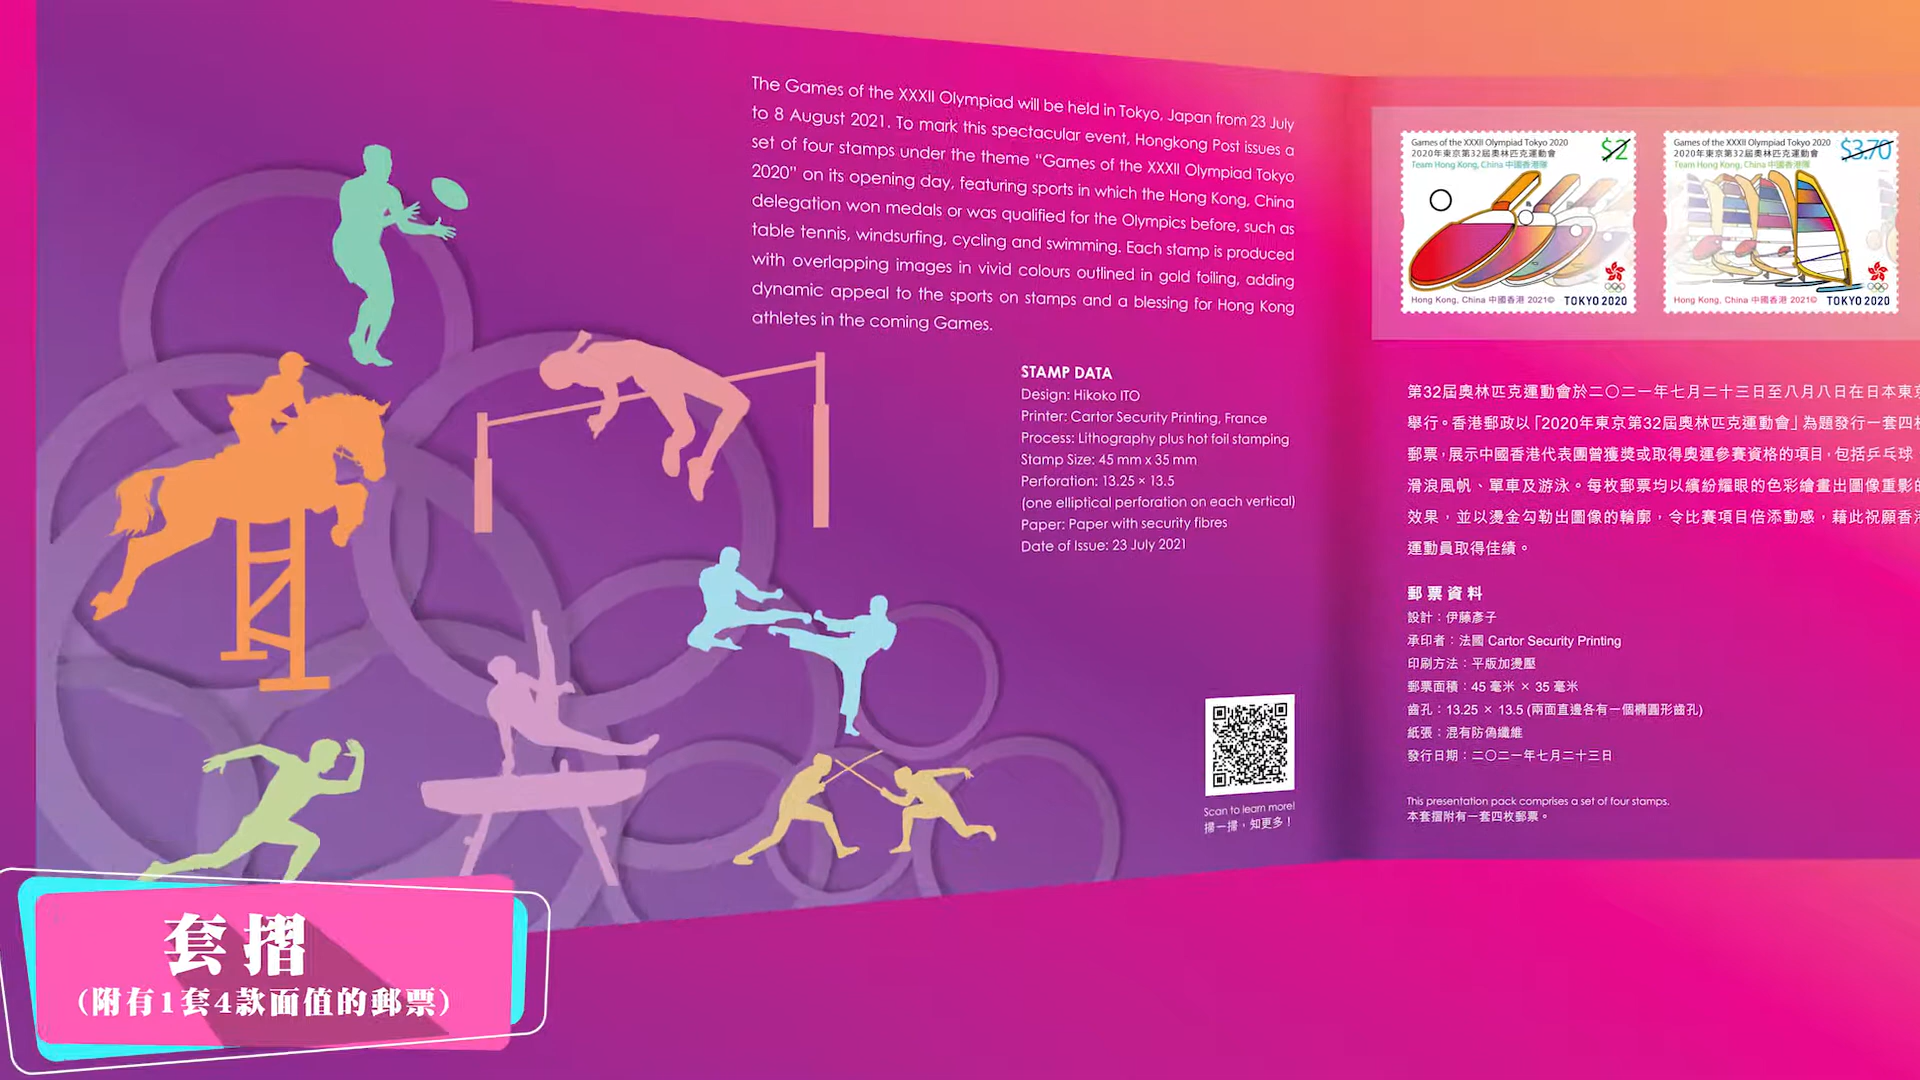 The Games of the XXXII Olympiad will be held in Tokyo, Japan from 23 July
to 8 August 2021. To mark this spectacular event, Hongkong Post issues a
set of four stamps under the theme “Games of the XXXII Olympiad Tokyo
2020” on its opening day, featuring sports in which the Hong Kong, China
delegation won medals or was qualified for the Olympics before, such as
table tennis, windsurfing, cycling and swimming. Each stamp is produced
with overlapping images in vivid colours outlined in gold foiling, adding
dynamic appeal to the sports on stamps and a blessing for Hong Kong
athletes in the coming Games.
STAMP DATA
Design: Hikoko ITO
Printer: Cartor Security Printing, France
Process: Lithography plus hot foil stamping
Stamp Size: 45 mm x 35 mm
Perforation: 13.25 × 13.5
(one elliptical perforation on each vertical)
Paper: Paper with security fibres
Date of Issue: 23 July 2021
Scan to learn more!
掃一掃，知更多！
Games of the XXXII Olympiad Tokyo 2020
2020年東京第32屆奧林匹克運動會
Team Hong Kong, China 中國香港隊
$2
Hong Kong, China 中國香港 2021©
TOKYO 2020
Games of the XXXII Olympiad Tokyo 2020
2020年東京第32屆奧林匹克運動會
Team Hong Kong, China 中國香港隊
$3.70
Hong Kong, China 中國香港 2021©
TOKYO 2020
第32屆奧林匹克運動會於二〇二一年七月二十三日至八月八日在日本東京
舉行。香港郵政以「2020年東京第32屆奧林匹克運動會」為題發行一套四枚
郵票，展示中國香港代表團曾獲獎或取得奧運參賽資格的項目，包括乒乓球、
滑浪風帆、單車及游泳。每枚郵票均以繽紛耀眼的色彩繪畫出圖像重影的
效果，並以燙金勾勒出圖像的輪廓，令比賽項目倍添動感，藉此祝願香港
運動員取得佳績。
郵票資料
設計：伊藤彥子
承印者：法國 Cartor Security Printing
印刷方法：平版加燙壓
郵票面積：45 毫米 × 35 毫米
齒孔：13.25 × 13.5 (兩面直邊各有一個橢圓形齒孔)
紙張：混有防偽纖維
發行日期：二〇二一年七月二十三日
This presentation pack comprises a set of four stamps.
本套摺附有一套四枚郵票。
套摺
(附有1套4款面值的郵票)